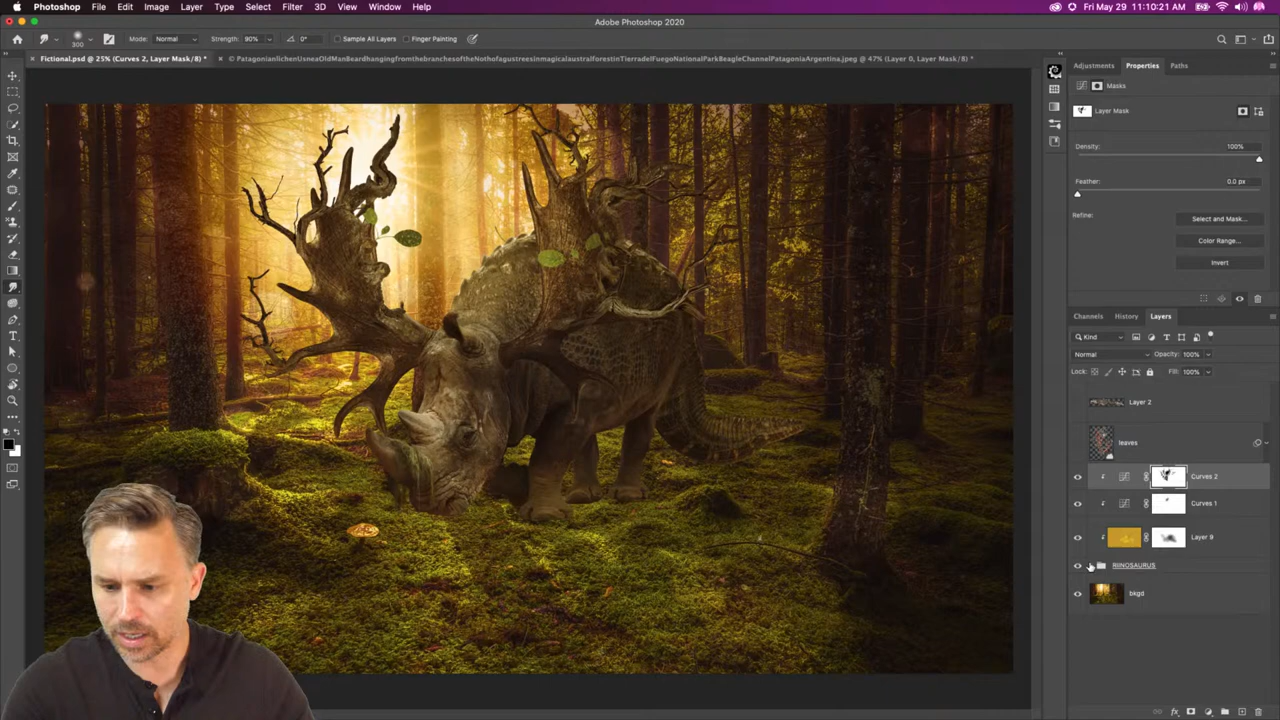 Photoshop File Edit Image Layer Type Select Filter 3D View Window Help Fri May 29 11:10:21 AM
Adobe Photoshop 2020
300 Mode: Normal Strength: 90% 0° Sample All Layers Finger Painting
Fictional.psd @ 25% (Curves 2, Layer Mask/8) *
© PatagonianlichenUsneaOldManBeardhangingfromthebranchesoftheNothofagustreesInmagicalaustralforestinTierradelFuegoNationalParkBeagleChannelPatagoniaArgentina.jpeg @ 47% (Layer 0, Layer Mask/8) *
Adjustments Properties Paths
Masks
Layer Mask
Density: 100%
Feather: 0.0 px
Refine: Select and Mask...
Color Range...
Invert
Channels History Layers
Kind
Normal Opacity: 100%
Lock: Fill: 100%
Layer 2
leaves
Curves 2
Curves 1
Layer 9
RIINOSAURUS
bkgd